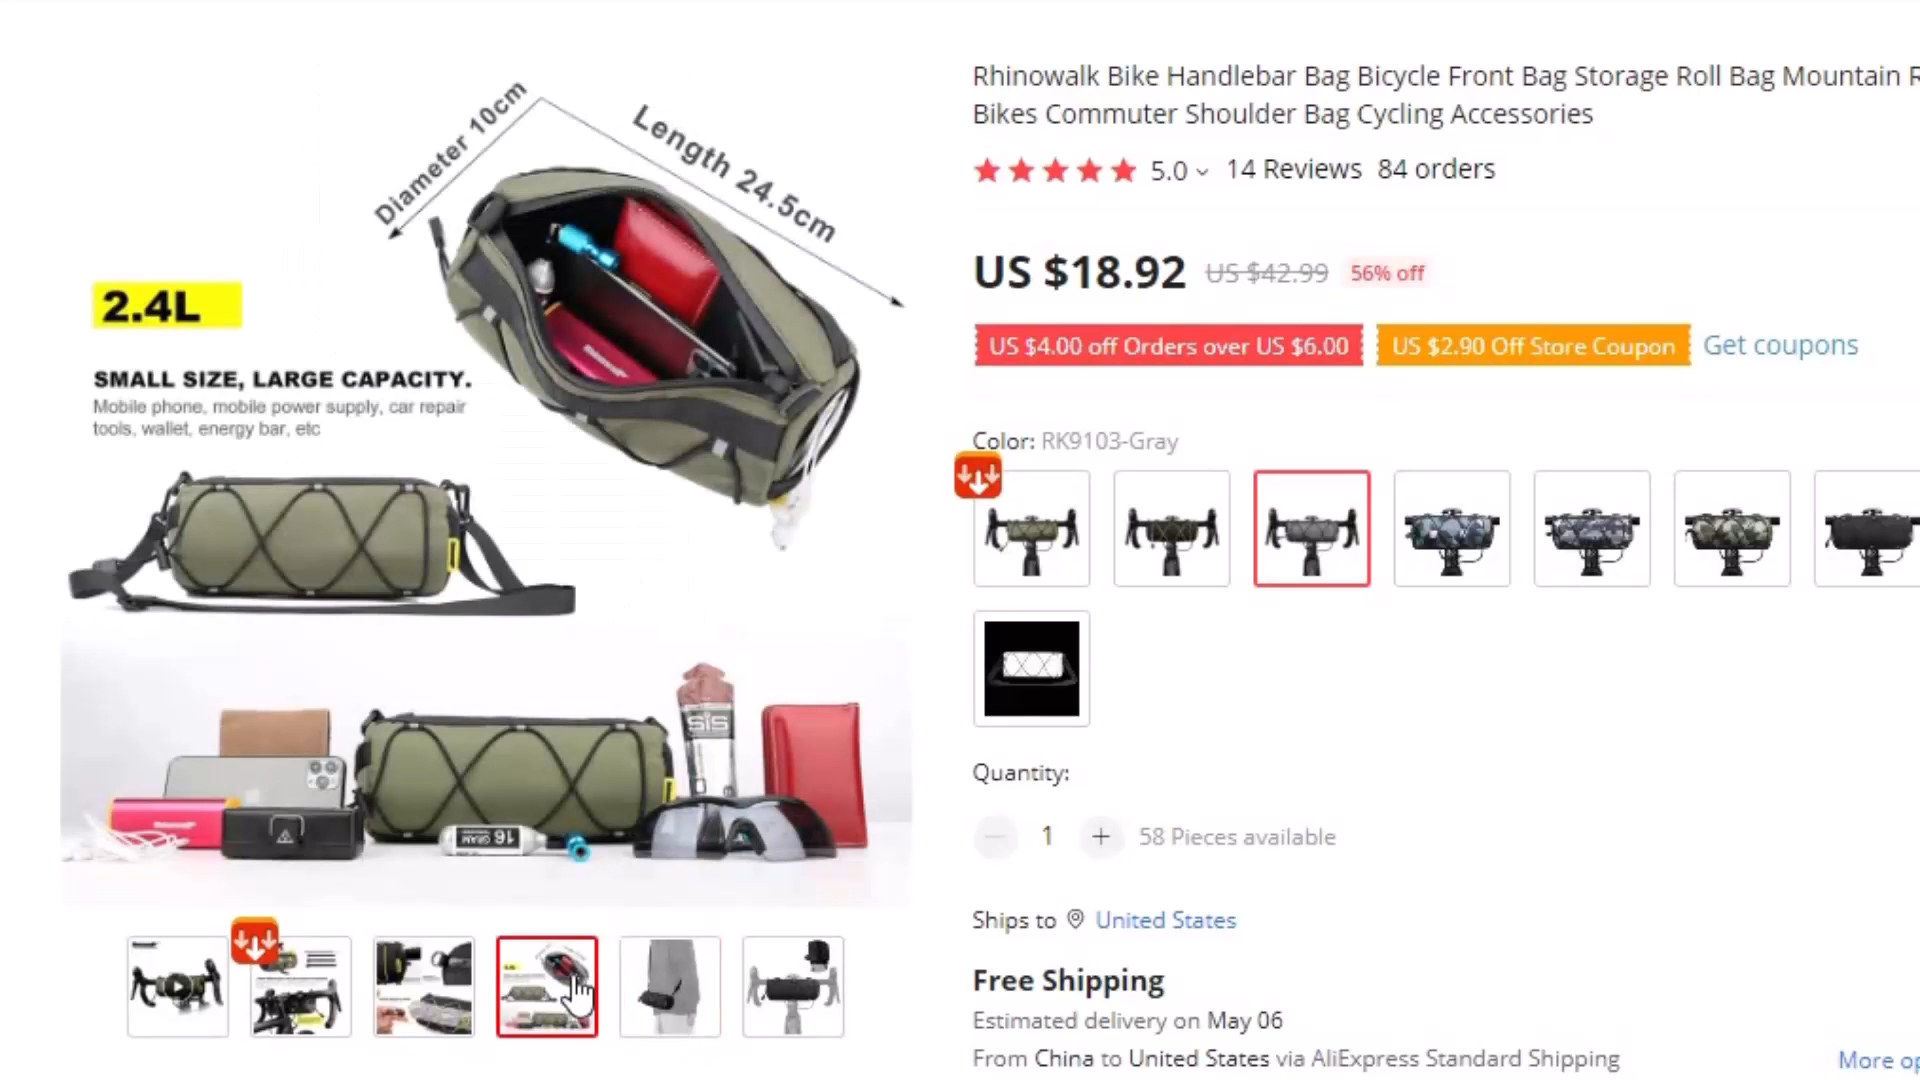 Diameter 10cm
Length 24.5cm
2.4L
SMALL SIZE, LARGE CAPACITY.
Mobile phone, mobile power supply, car repair
tools, wallet, energy bar, etc
SiS
16
GRAM
Rhinowalk Bike Handlebar Bag Bicycle Front Bag Storage Roll Bag Mountain
Bikes Commuter Shoulder Bag Cycling Accessories
5.0 14 Reviews 84 orders
US $18.92 US $42.99 56% off
US $4.00 off Orders over US $6.00 US $2.90 Off Store Coupon Get coupons
Color: RK9103-Gray
Quantity:
1 58 Pieces available
Ships to United States
Free Shipping
Estimated delivery on May 06
From China to United States via AliExpress Standard Shipping
More